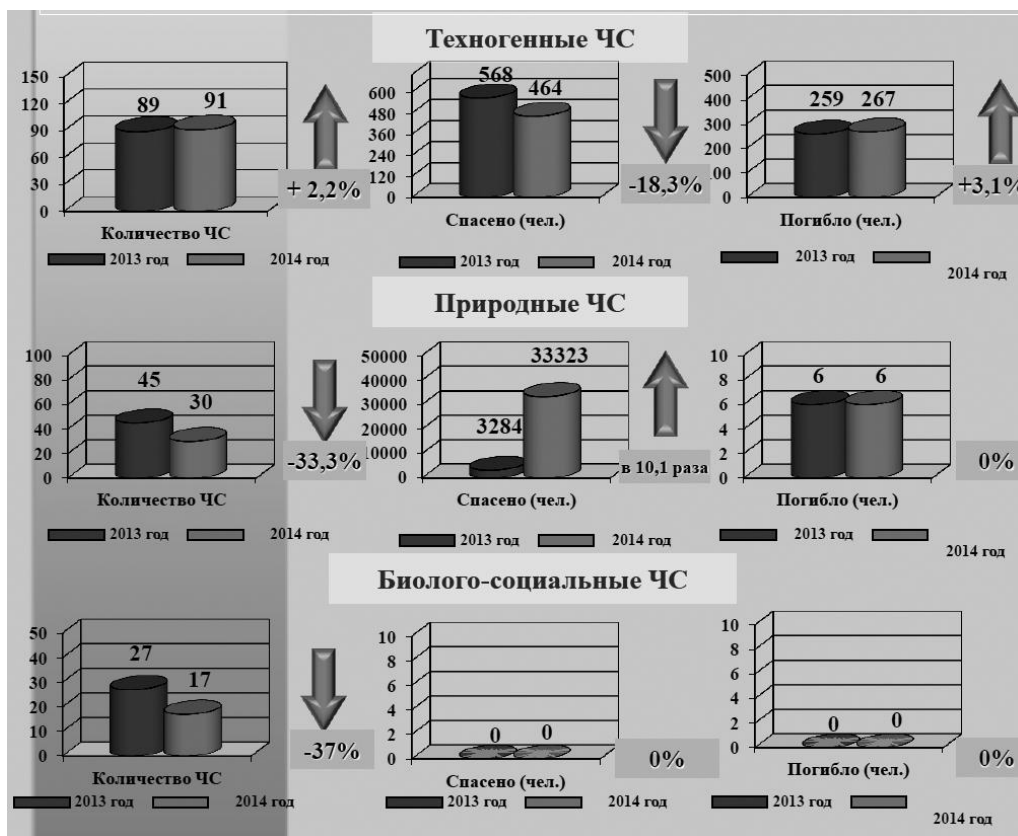 Техногенные ЧС
150
120
90
60
30
0
89
91
+ 2,2%
Количество ЧС
2013 год
2014 год
600
480
360
240
120
0
568
464
-18,3%
Спасено (чел.)
2013 год
2014 год
500
400
300
200
100
0
259
267
+3,1%
Погибло (чел.)
2013 год
2014 год
Природные ЧС
100
80
60
40
20
0
45
30
-33,3%
Количество ЧС
2013 год
2014 год
50000
40000
30000
20000
10000
0
3284
33323
в 10,1 раза
Спасено (чел.)
2013 год
2014 год
10
8
6
4
2
0
6
6
0%
Погибло (чел.)
2013 год
2014 год
Биолого-социальные ЧС
50
40
30
20
10
0
27
17
-37%
Количество ЧС
2013 год
2014 год
10
8
6
4
2
0
0
0
0%
Спасено (чел.)
2013 год
2014 год
10
8
6
4
2
0
0
0
0%
Погибло (чел.)
2013 год
2014 год